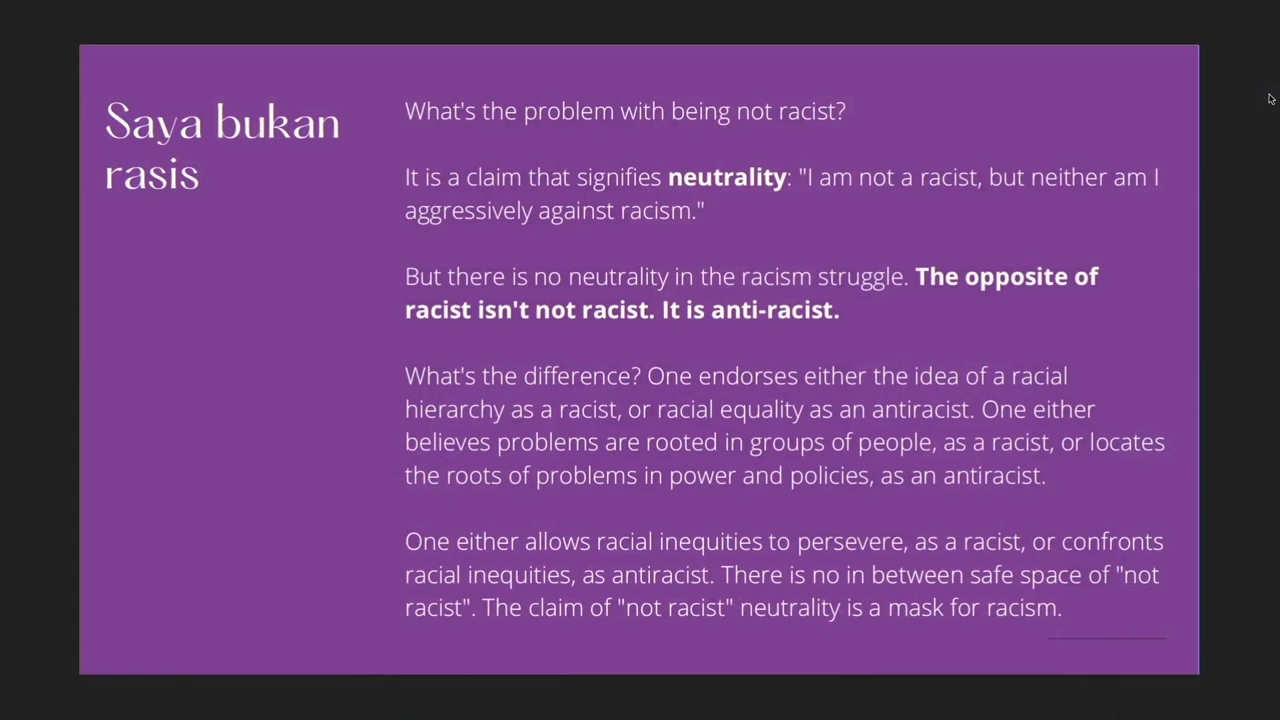 Saya bukan
rasis
What's the problem with being not racist?
It is a claim that signifies neutrality: "I am not a racist, but neither am I
aggressively against racism."
But there is no neutrality in the racism struggle. The opposite of
racist isn't not racist. It is anti-racist.
What's the difference? One endorses either the idea of a racial
hierarchy as a racist, or racial equality as an antiracist. One either
believes problems are rooted in groups of people, as a racist, or locates
the roots of problems in power and policies, as an antiracist.
One either allows racial inequities to persevere, as a racist, or confronts
racial inequities, as antiracist. There is no in between safe space of "not
racist". The claim of "not racist" neutrality is a mask for racism.